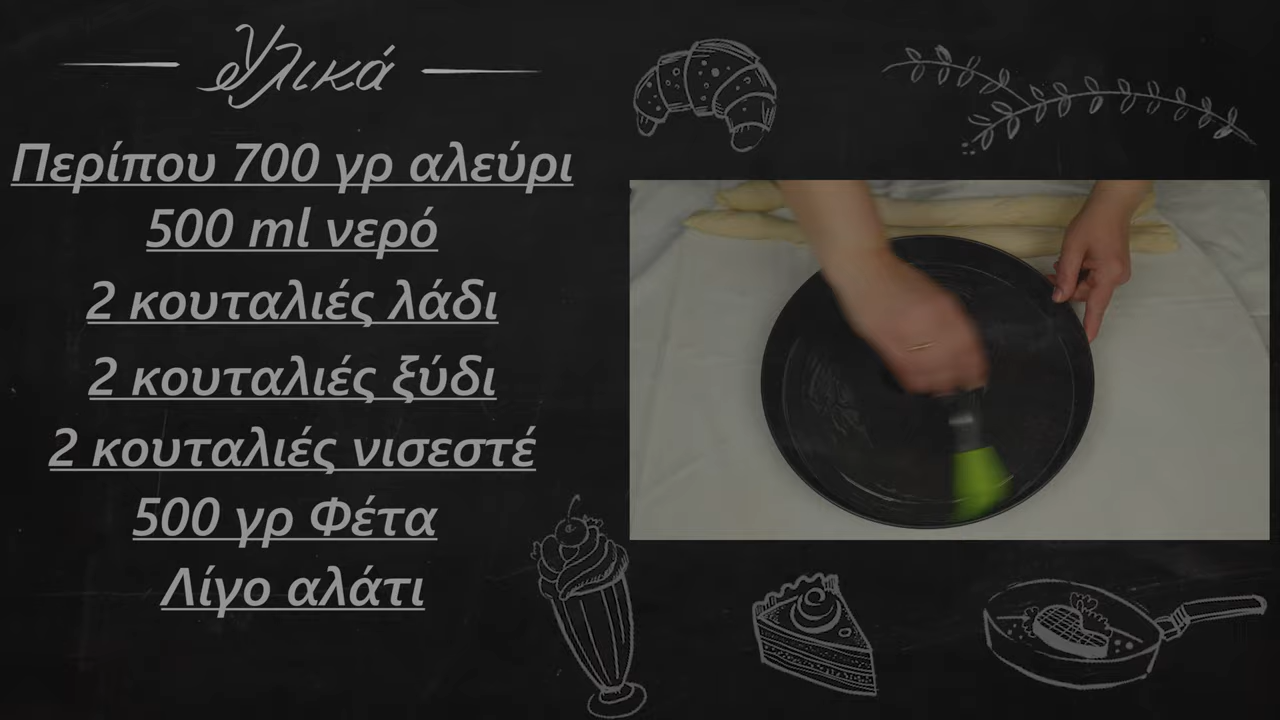 Υλικά
Περίπου 700 γρ αλεύρι
500 ml νερό
2 κουταλιές λάδι
2 κουταλιές ξύδι
2 κουταλιές νισεστέ
500 γρ Φέτα
Λίγο αλάτι